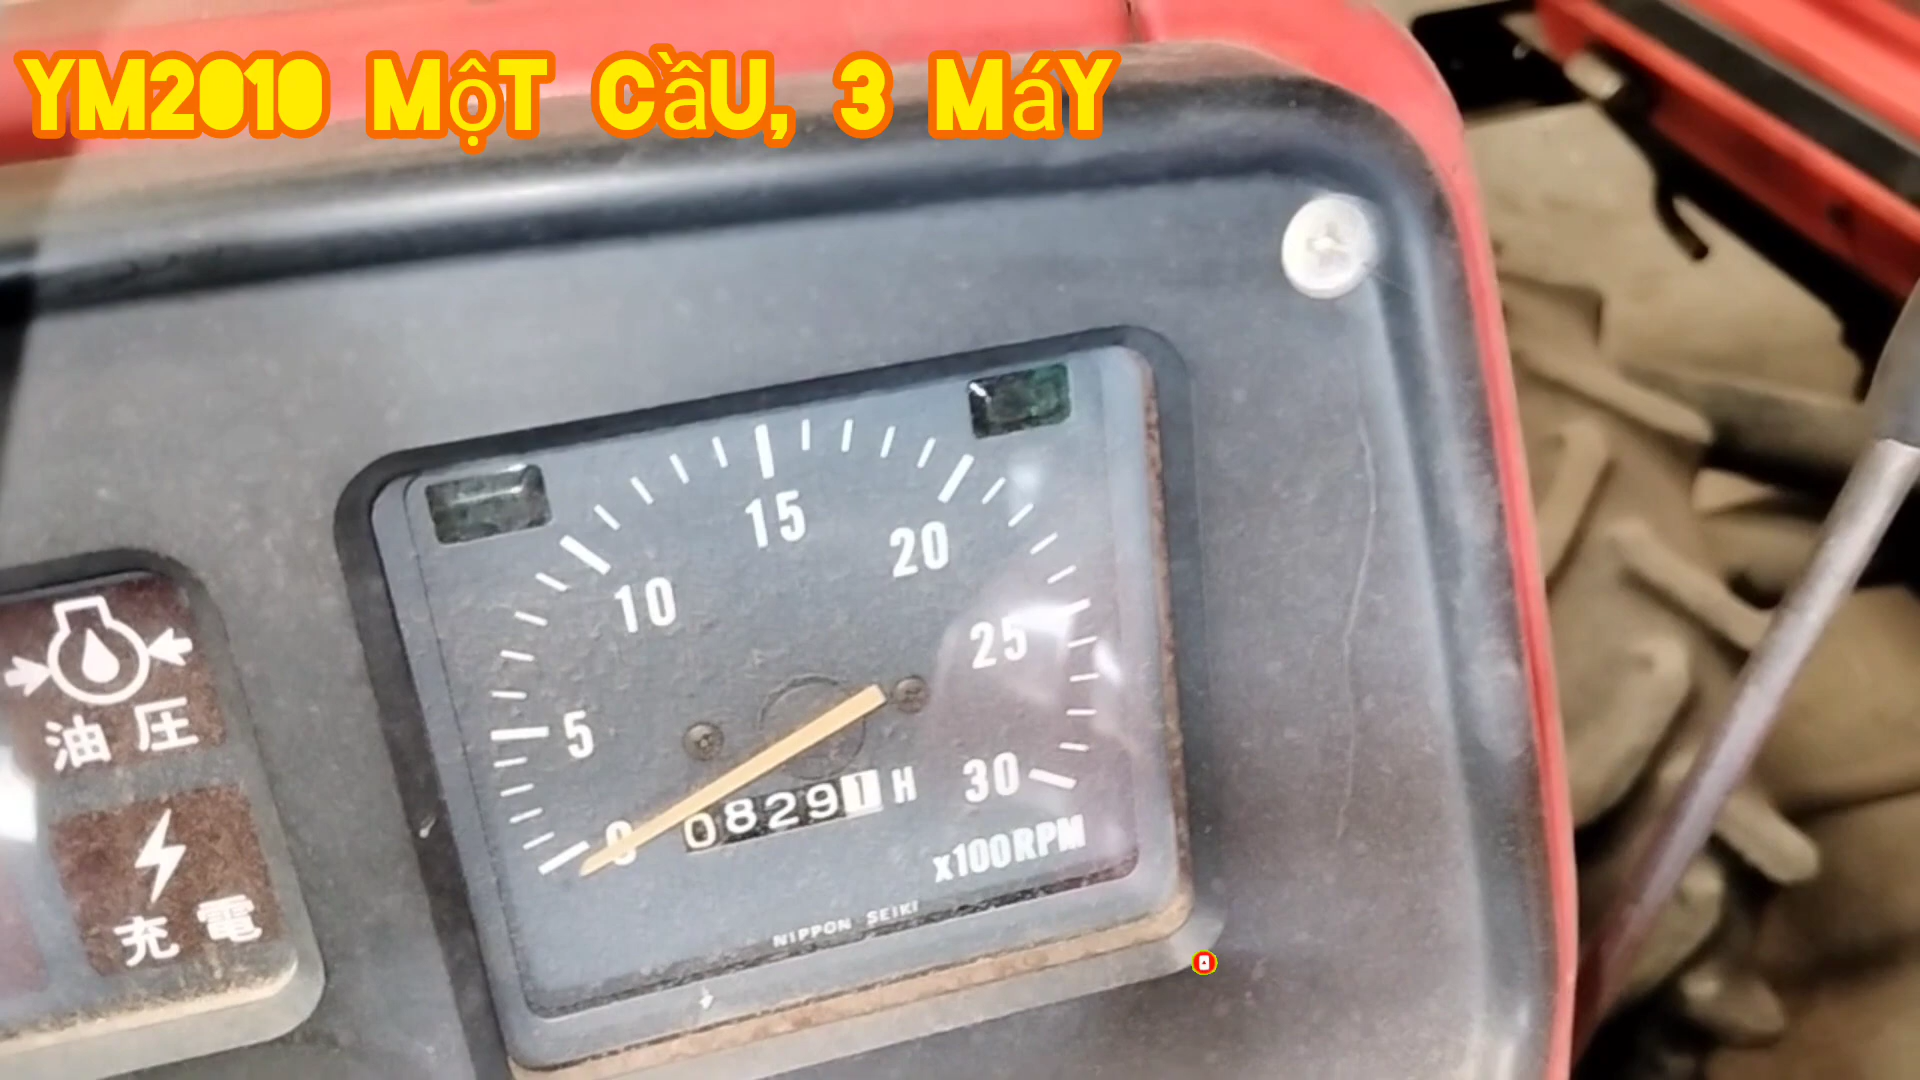 YM2010 MộT CầU, 3 MáY
15
20
10
25
5
30
0
08291 H
x100RPM
NIPPON SEIKI
油圧
充電